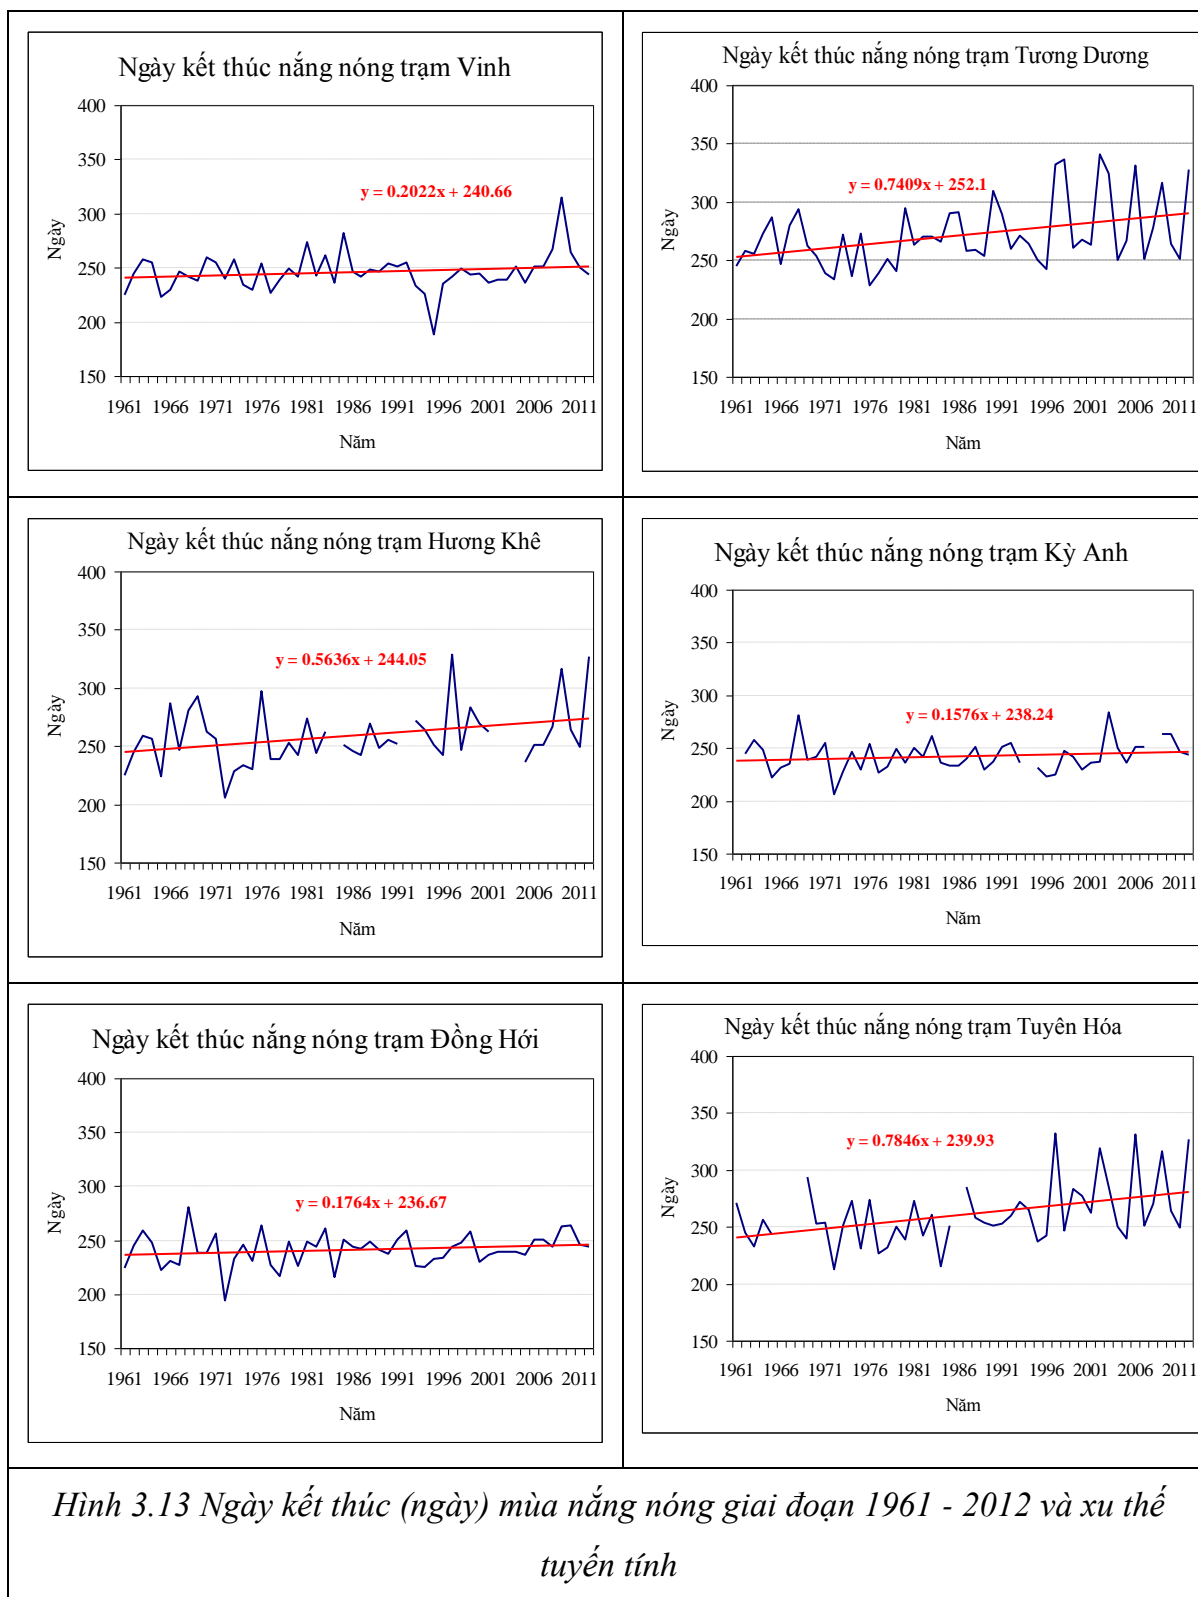 Ngày kết thúc nắng nóng trạm Vinh
400
350
300
250
200
150
Ngày
y = 0.2022x + 240.66
1961 1966 1971 1976 1981 1986 1991 1996 2001 2006 2011
Năm
Ngày kết thúc nắng nóng trạm Tương Dương
400
350
300
250
200
150
Ngày
y = 0.7409x + 252.1
1961 1966 1971 1976 1981 1986 1991 1996 2001 2006 2011
Năm
Ngày kết thúc nắng nóng trạm Hương Khê
400
350
300
250
200
150
Ngày
y = 0.5636x + 244.05
1961 1966 1971 1976 1981 1986 1991 1996 2001 2006 2011
Năm
Ngày kết thúc nắng nóng trạm Kỳ Anh
400
350
300
250
200
150
Ngày
y = 0.1576x + 238.24
1961 1966 1971 1976 1981 1986 1991 1996 2001 2006 2011
Năm
Ngày kết thúc nắng nóng trạm Đồng Hới
400
350
300
250
200
150
Ngày
y = 0.1764x + 236.67
1961 1966 1971 1976 1981 1986 1991 1996 2001 2006 2011
Năm
Ngày kết thúc nắng nóng trạm Tuyên Hóa
400
350
300
250
200
150
Ngày
y = 0.7846x + 239.93
1961 1966 1971 1976 1981 1986 1991 1996 2001 2006 2011
Năm
Hình 3.13 Ngày kết thúc (ngày) mùa nắng nóng giai đoạn 1961 - 2012 và xu thế
tuyến tính